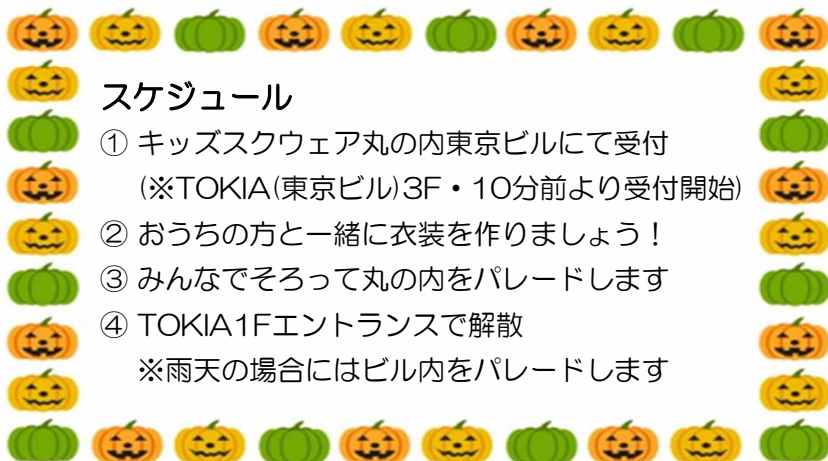 スケジュール
① キッズスクウェア丸の内東京ビルにて受付
(※TOKIA(東京ビル)3F・10分前より受付開始)
② おうちの方と一緒に衣装を作りましょう！
③ みんなでそろって丸の内をパレードします
④ TOKIA1Fエントランスで解散
※雨天の場合にはビル内をパレードします